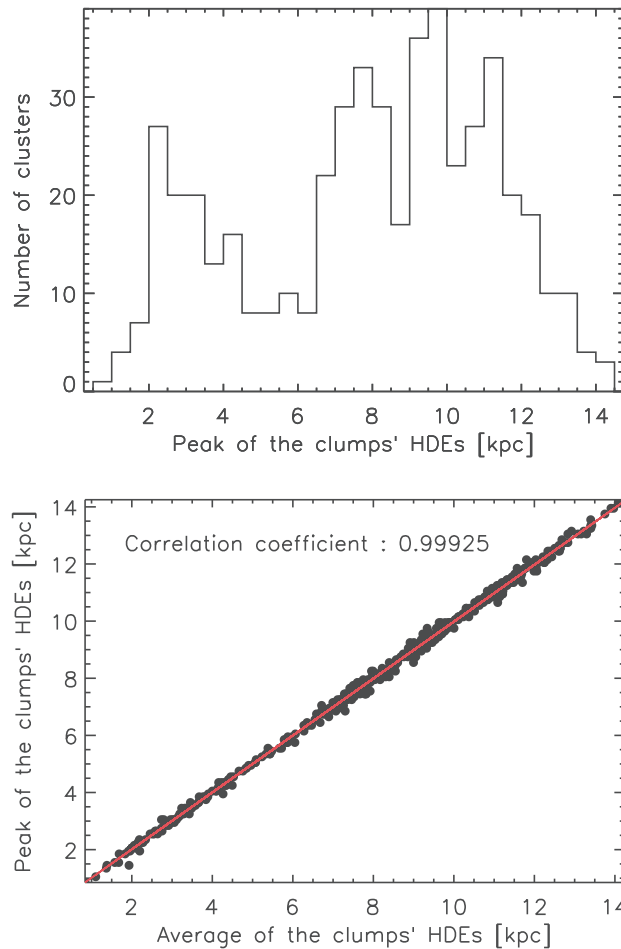 30
20
10
0
Number of clusters
2 4 6 8 10 12 14
Peak of the clumps' HDEs [kpc]
14
12
10
8
6
4
2
Peak of the clumps' HDEs [kpc]
Correlation coefficient : 0.99925
2 4 6 8 10 12 14
Average of the clumps' HDEs [kpc]